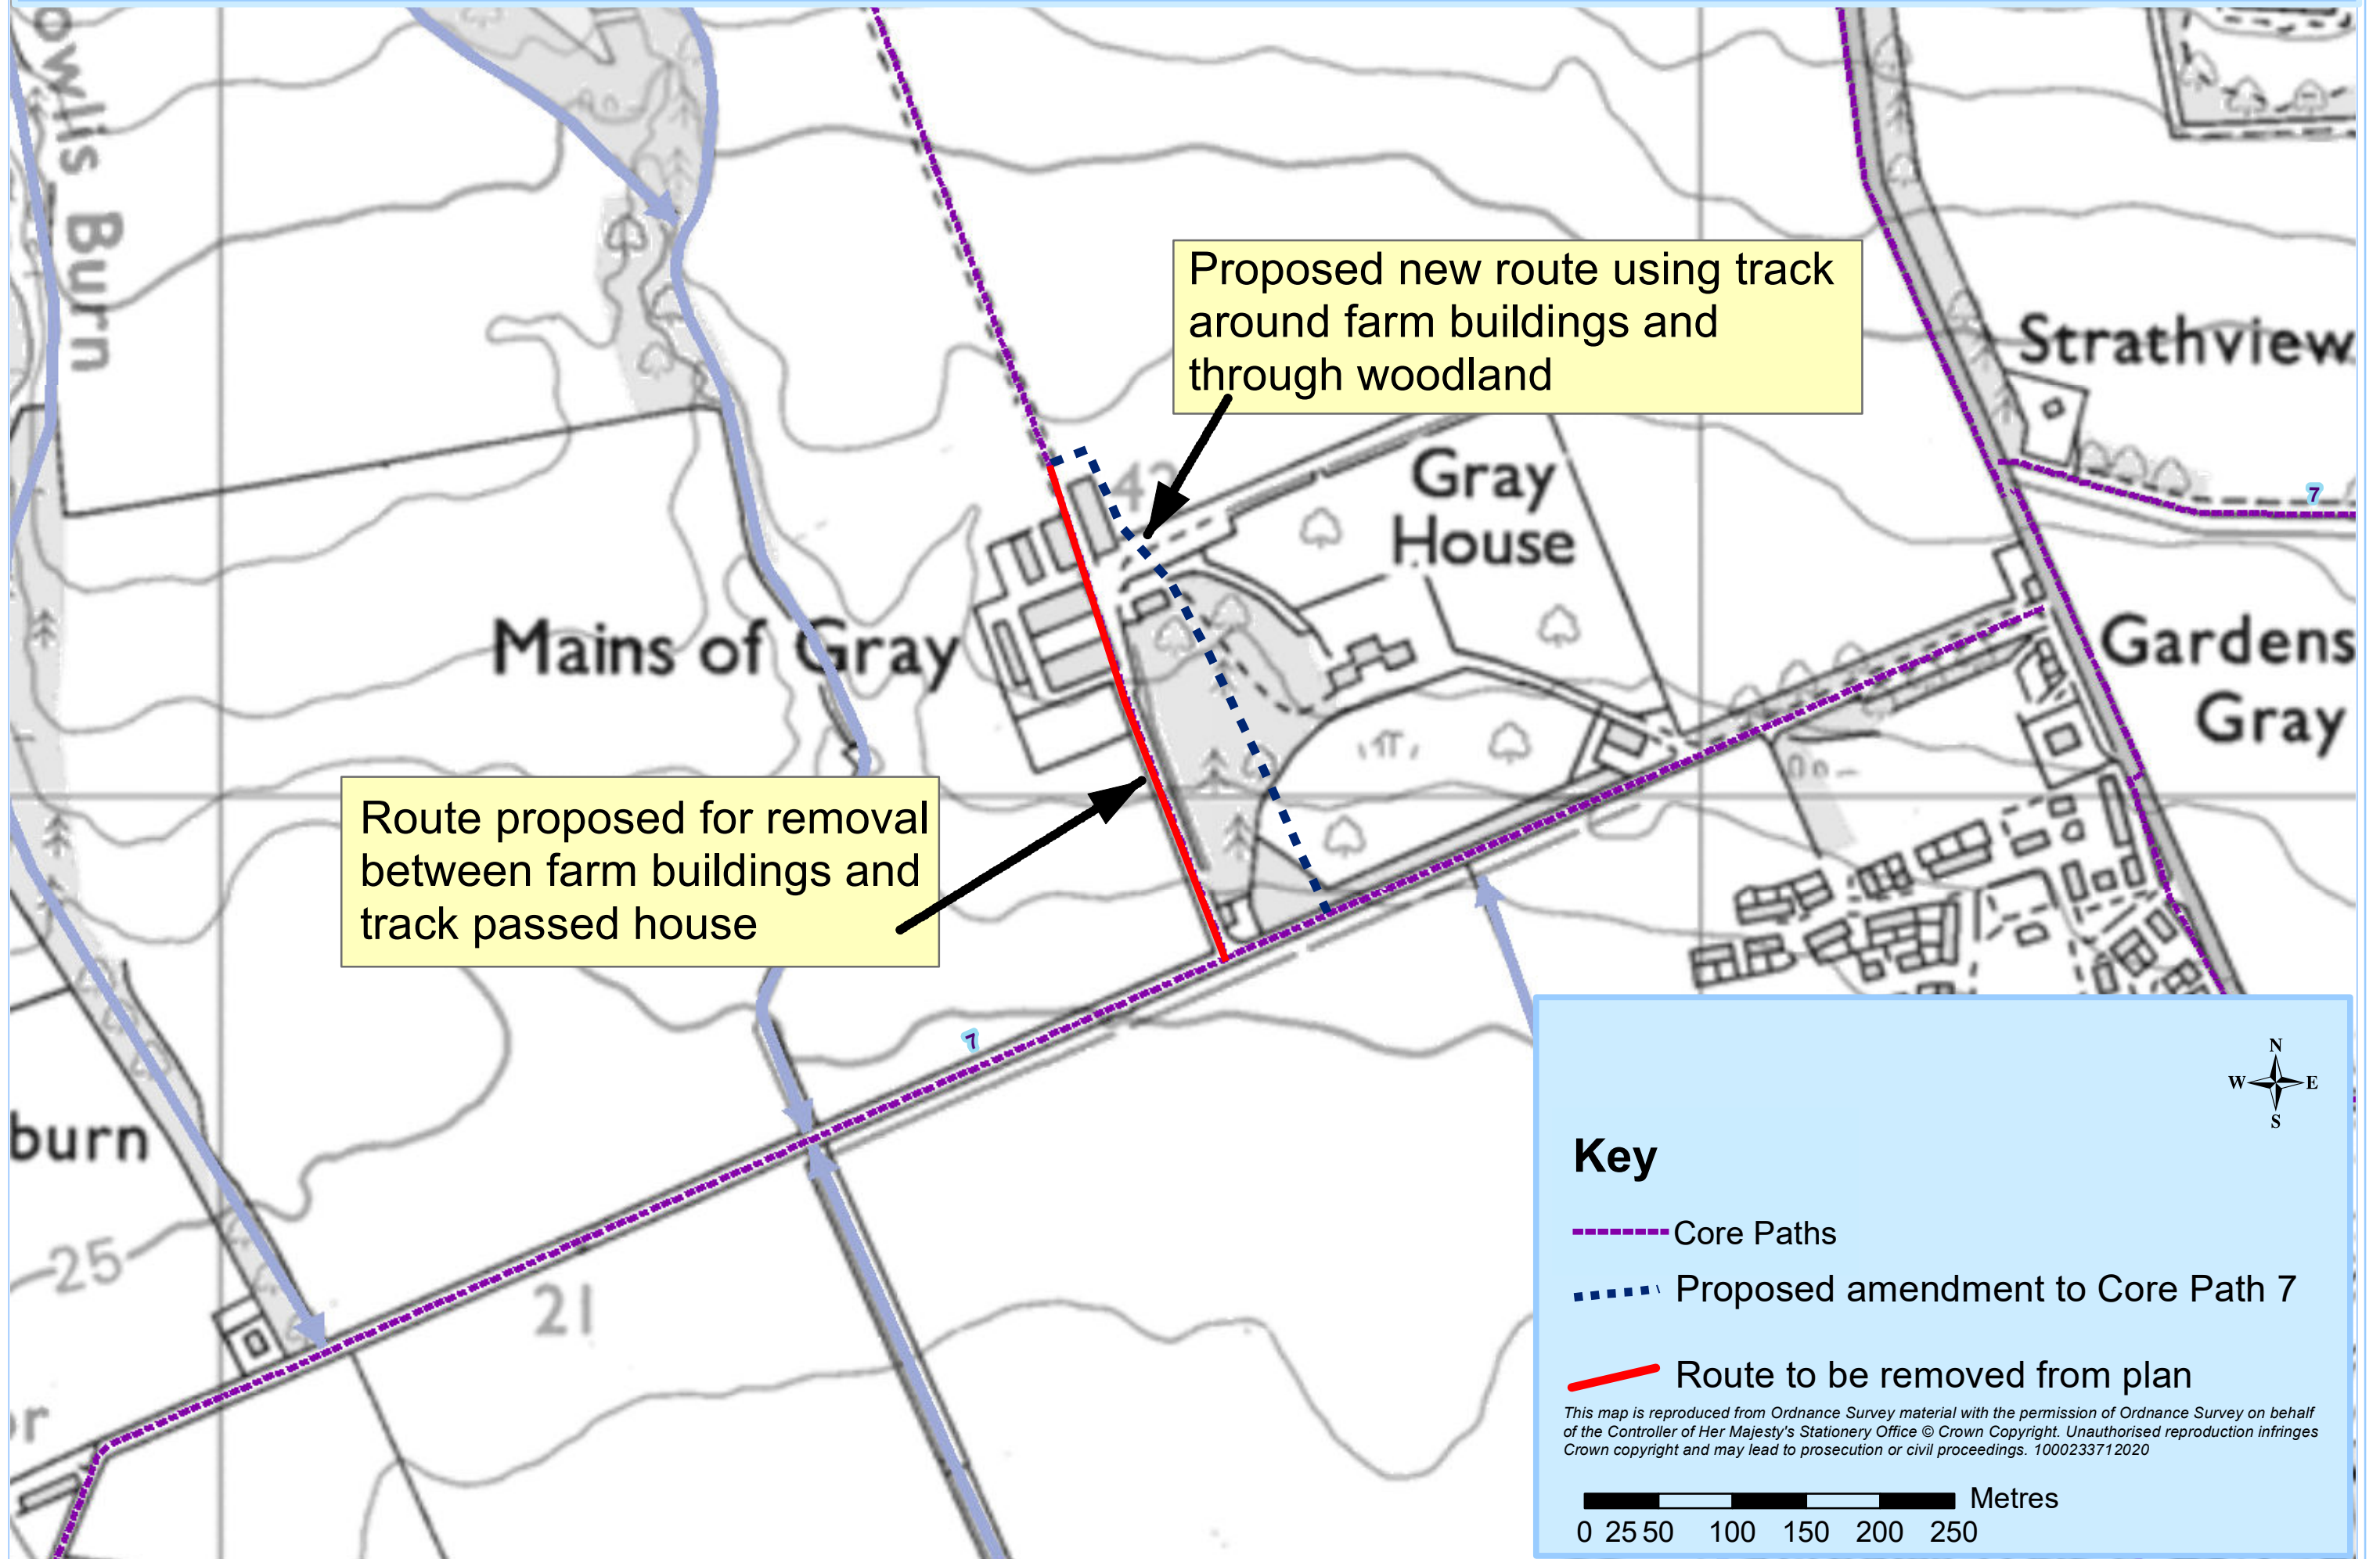 owlis Burn
Proposed new route using track
around farm buildings and
through woodland
Strathview
42
Gray
House
7
Mains of Gray
Gardens
Gray
Route proposed for removal
between farm buildings and
track passed house
7
burn
25
21
r
N
W E
S
Key
Core Paths
Proposed amendment to Core Path 7
Route to be removed from plan
This map is reproduced from Ordnance Survey material with the permission of Ordnance Survey on behalf
of the Controller of Her Majesty's Stationery Office © Crown Copyright. Unauthorised reproduction infringes
Crown copyright and may lead to prosecution or civil proceedings. 1000233712020
Metres
0 25 50 100 150 200 250